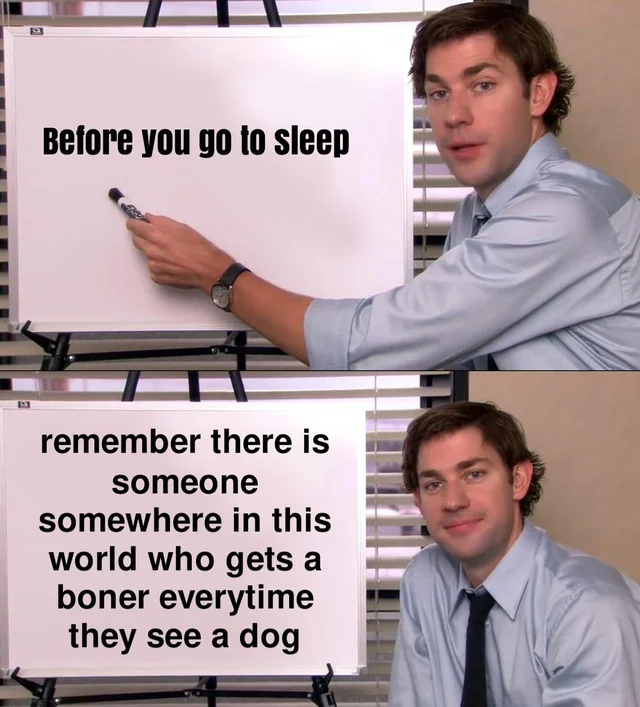 Before you go to sleep
remember there is
someone
somewhere in this
world who gets a
boner everytime
they see a dog